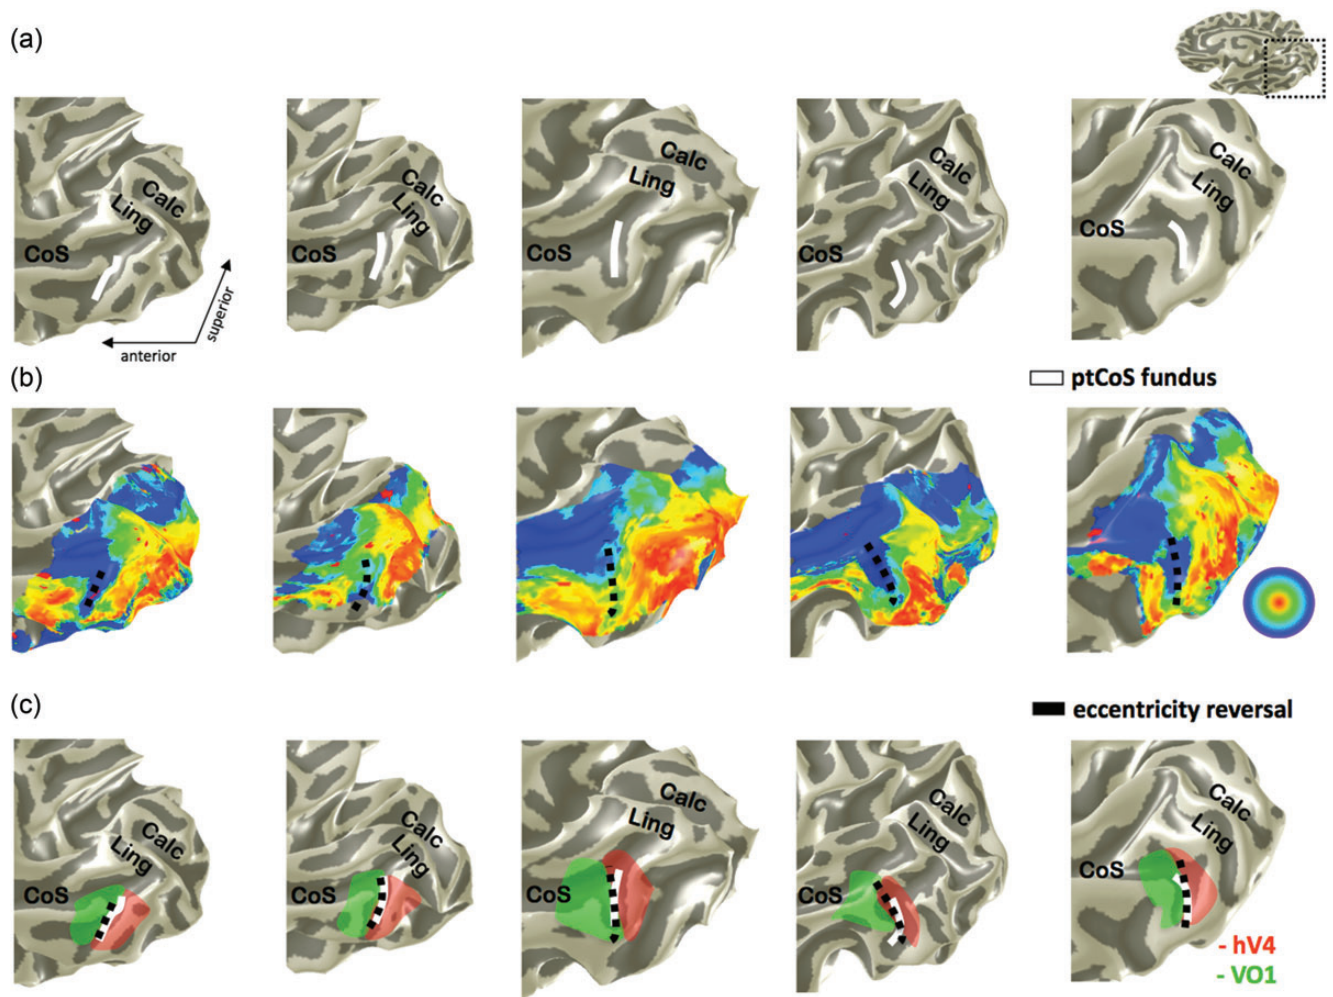 (a)
CoS
Ling
Calc
CoS
Ling
Calc
CoS
Ling
Calc
CoS
Ling
Calc
CoS
Ling
Calc
anterior
superior
(b)
ptCoS fundus
(c)
eccentricity reversal
CoS
Ling
Calc
CoS
Ling
Calc
CoS
Ling
Calc
CoS
Ling
Calc
CoS
Ling
Calc
- hV4
- VO1